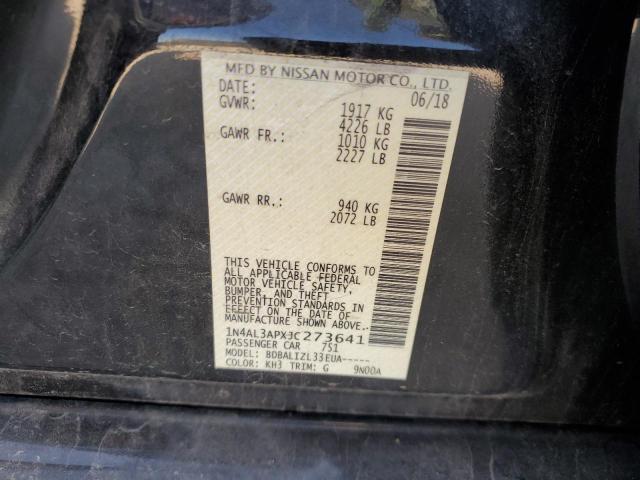 MFD BY NISSAN MOTOR CO., LTD.
DATE: 06/18
GVWR: 1917 KG
4226 LB
GAWR FR.: 1010 KG
2227 LB
GAWR RR.: 940 KG
2072 LB
THIS VEHICLE CONFORMS TO
ALL APPLICABLE FEDERAL
MOTOR VEHICLE SAFETY,
BUMPER, AND THEFT
PREVENTION STANDARDS IN
EFFECT ON THE DATE OF
MANUFACTURE SHOWN ABOVE.
1N4AL3APXJC273641
PASSENGER CAR 751
MODEL: BDBALIZL33EUA-----
COLOR: KH3 TRIM: G 9N00A